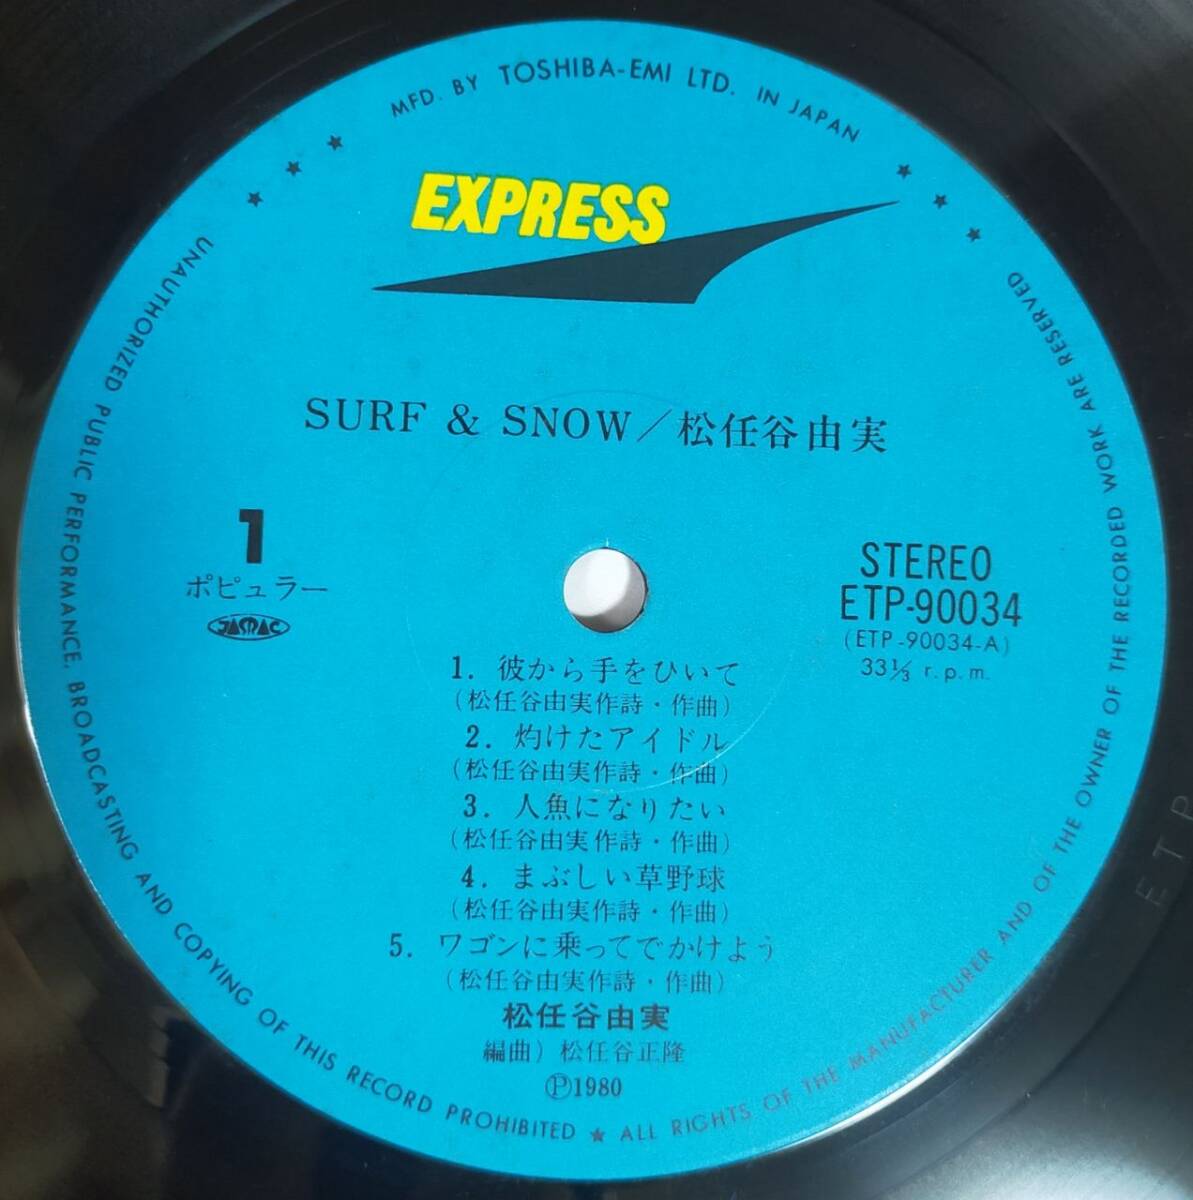 MFD. BY TOSHIBA-EMI LTD. IN JAPAN
EXPRESS
SURF & SNOW/松任谷由実
1
ポピュラー
JASRAC
STEREO
ETP-90034
(ETP-90034-A)
33⅓ r.p.m.
1. 彼から手をひいて
(松任谷由実作詩・作曲)
2. 灼けたアイドル
(松任谷由実作詩・作曲)
3. 人魚になりたい
(松任谷由実作詩・作曲)
4. まぶしい草野球
(松任谷由実作詩・作曲)
5. ワゴンに乗ってでかけよう
(松任谷由実作詩・作曲)
松任谷由実
編曲) 松任谷正隆
Ⓟ1980
UNAUTHORIZED PUBLIC PERFORMANCE, BROADCASTING AND COPYING OF THIS RECORD PROHIBITED ★ ALL RIGHTS OF THE MANUFACTURER AND OF THE OWNER OF THE RECORDED WORK ARE RESERVED
ETP